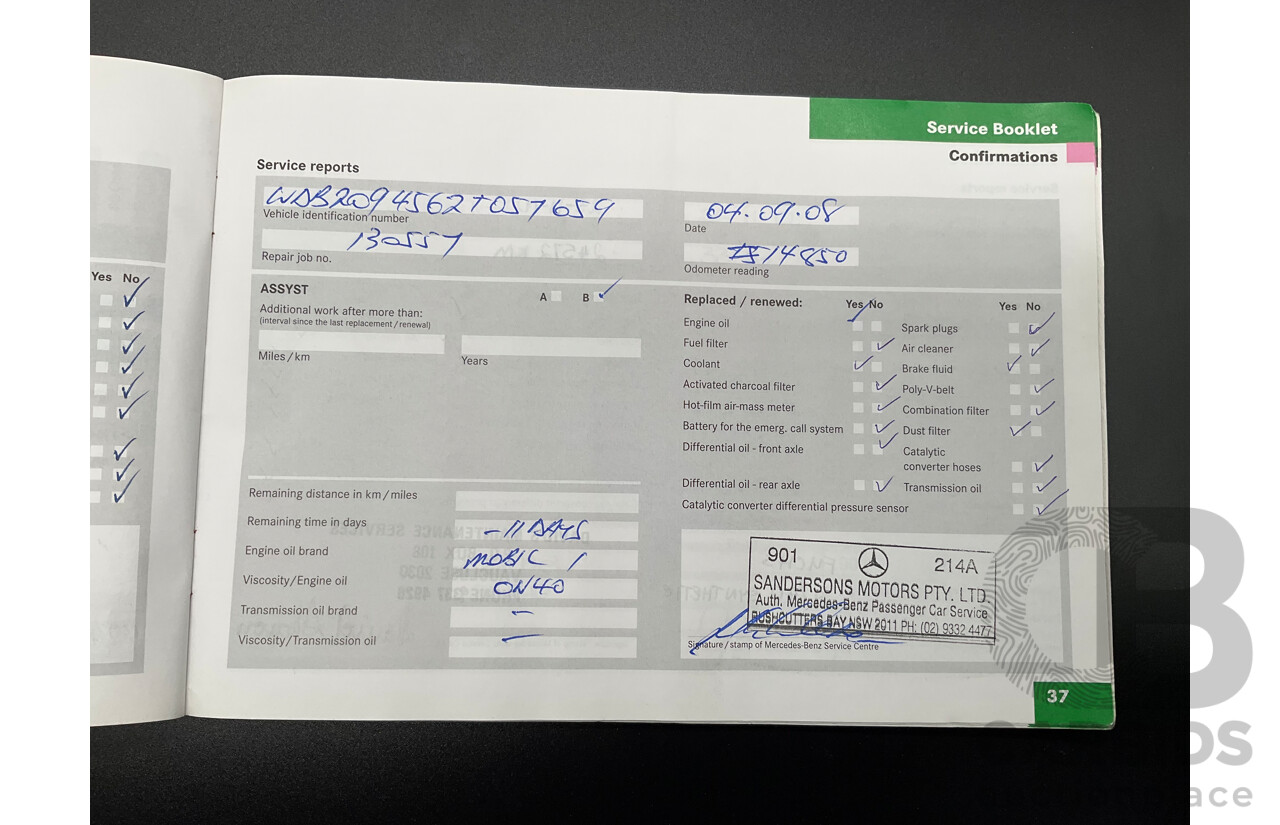 Service Booklet
Confirmations
Service reports
WDB2094562T057659
Vehicle identification number
04.09.08
Date
130557
Repair job no.
14850
Odometer reading
ASSYST
A B
Additional work after more than:
(interval since the last replacement/renewal)
Miles/km
Years
Replaced / renewed:
Yes No
Yes No
Engine oil
Spark plugs
Fuel filter
Air cleaner
Coolant
Brake fluid
Activated charcoal filter
Poly-V-belt
Hot-film air-mass meter
Combination filter
Battery for the emerg. call system
Dust filter
Differential oil - front axle
Catalytic
converter hoses
Differential oil - rear axle
Transmission oil
Catalytic converter differential pressure sensor
Remaining distance in km/miles
Remaining time in days
-11 DAYS
Engine oil brand
MOBIL 1
Viscosity/Engine oil
0W40
Transmission oil brand
-
Viscosity/Transmission oil
-
901 214A
SANDERSONS MOTORS PTY. LTD
Auth. Mercedes-Benz Passenger Car Service
RUSHCUTTERS BAY NSW 2011 PH: (02) 9332 4477
Signature/stamp of Mercedes-Benz Service Centre
37
Yes No